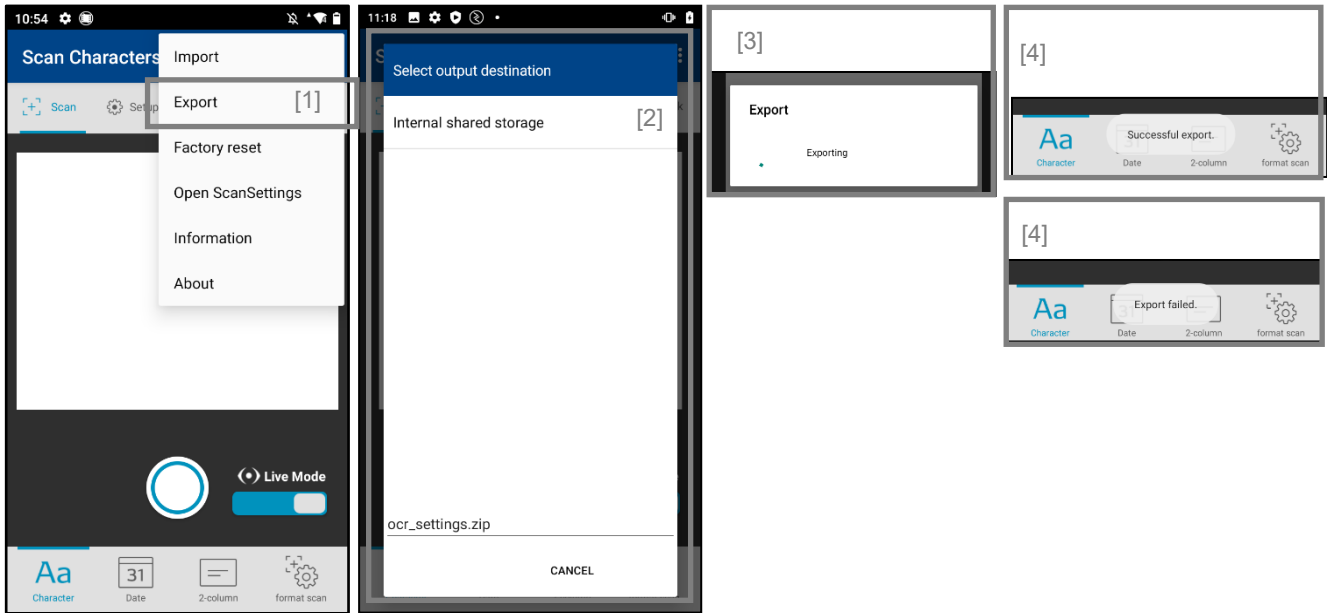 10:54
Scan Characters
Import
Scan
Setup
Export
[1]
Factory reset
Open ScanSettings
Information
About
Live Mode
Aa
Character
31
Date
2-column
format scan
11:18
S
Select output destination
Internal shared storage
[2]
k
ocr_settings.zip
CANCEL
[3]
Export
Exporting
[4]
Successful export.
Aa
31
Character
Date
2-column
format scan
[4]
Export failed.
Aa
31
Character
Date
2-column
format scan